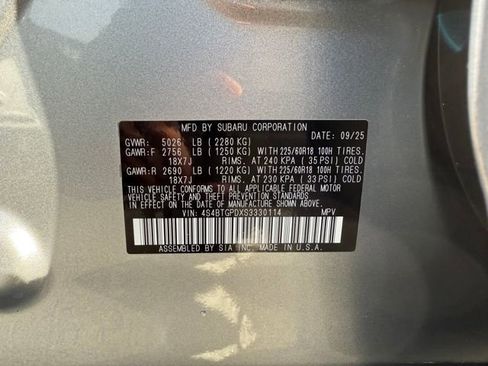 MFD BY SUBARU CORPORATION
DATE: 09/25
GVWR: 5026 LB ( 2280 KG)
GAWR:F 2756 LB ( 1250 KG) WITH 225/60R18 100H TIRES.
18X7J RIMS. AT 240 KPA ( 35 PSI) COLD
GAWR:R 2690 LB ( 1220 KG) WITH 225/60R18 100H TIRES.
18X7J RIMS. AT 230 KPA ( 33 PSI) COLD
THIS VEHICLE CONFORMS TO ALL APPLICABLE FEDERAL MOTOR
VEHICLE SAFETY AND THEFT PREVENTION STANDARDS
IN EFFECT ON THE DATE OF MANUFACTURE SHOWN ABOVE.
VIN: 4S4BTGPDXS3330114 MPV
ASSEMBLED BY SIA INC. MADE IN U.S.A.